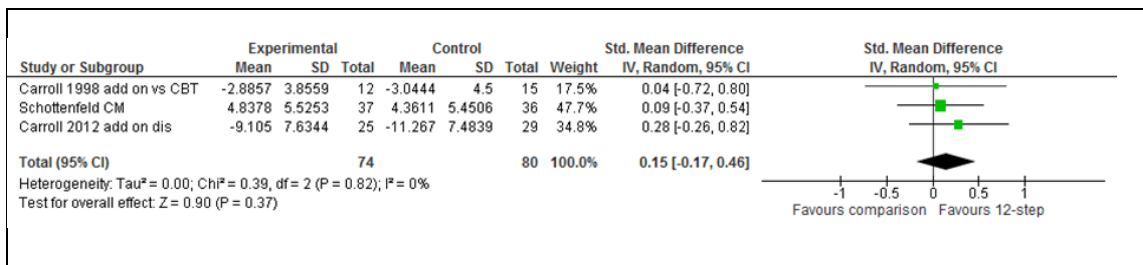 Experimental Control Std. Mean Difference Std. Mean Difference
Study or Subgroup Mean SD Total Mean SD Total Weight IV, Random, 95% CI IV, Random, 95% CI
Carroll 1998 add on vs CBT -2.8857 3.8559 12 -3.0444 4.5 15 17.5% 0.04 [-0.72, 0.80]
Schottenfeld CM 4.8378 5.5253 37 4.3611 5.4506 36 47.7% 0.09 [-0.37, 0.54]
Carroll 2012 add on dis -9.105 7.6344 25 -11.267 7.4839 29 34.8% 0.28 [-0.26, 0.82]
Total (95% CI) 74 80 100.0% 0.15 [-0.17, 0.46]
Heterogeneity: Tau² = 0.00; Chi² = 0.39, df = 2 (P = 0.82); I² = 0%
Test for overall effect: Z = 0.90 (P = 0.37)
-1 -0.5 0 0.5 1
Favours comparison Favours 12-step